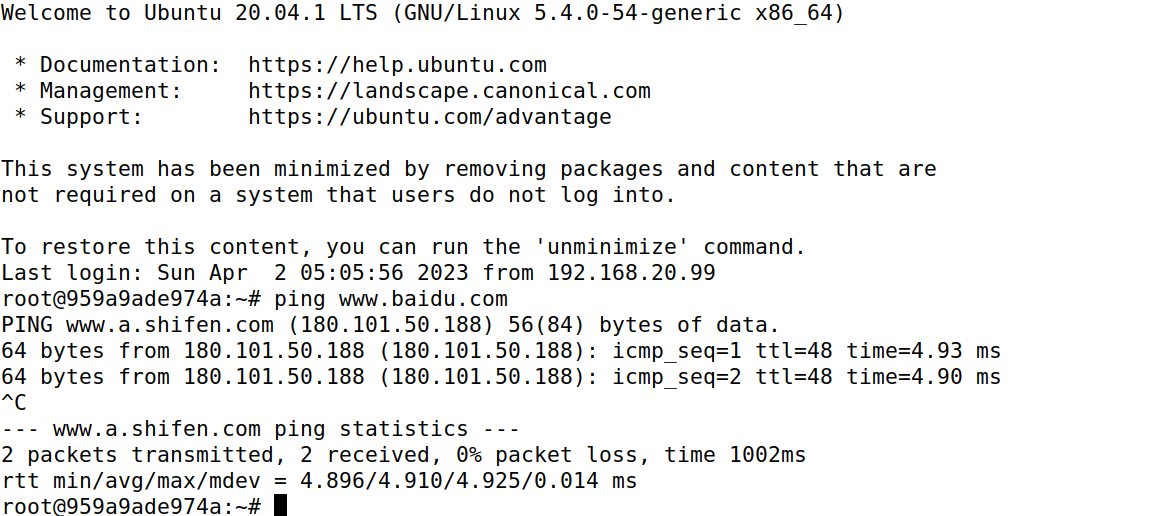 Welcome to Ubuntu 20.04.1 LTS (GNU/Linux 5.4.0-54-generic x86_64)

 * Documentation:  https://help.ubuntu.com
 * Management:     https://landscape.canonical.com
 * Support:        https://ubuntu.com/advantage

This system has been minimized by removing packages and content that are
not required on a system that users do not log into.

To restore this content, you can run the 'unminimize' command.
Last login: Sun Apr  2 05:05:56 2023 from 192.168.20.99
root@959a9ade974a:~# ping www.baidu.com
PING www.a.shifen.com (180.101.50.188) 56(84) bytes of data.
64 bytes from 180.101.50.188 (180.101.50.188): icmp_seq=1 ttl=48 time=4.93 ms
64 bytes from 180.101.50.188 (180.101.50.188): icmp_seq=2 ttl=48 time=4.90 ms
^C
--- www.a.shifen.com ping statistics ---
2 packets transmitted, 2 received, 0% packet loss, time 1002ms
rtt min/avg/max/mdev = 4.896/4.910/4.925/0.014 ms
root@959a9ade974a:~#